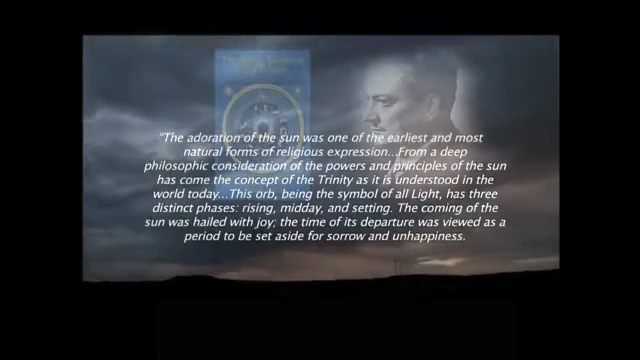 "The adoration of the sun was one of the earliest and most
natural forms of religious expression...From a deep
philosophic consideration of the powers and principles of the sun
has come the concept of the Trinity as it is understood in the
world today...This orb, being the symbol of all Light, has three
distinct phases: rising, midday, and setting. The coming of the
sun was hailed with joy; the time of its departure was viewed as a
period to be set aside for sorrow and unhappiness.